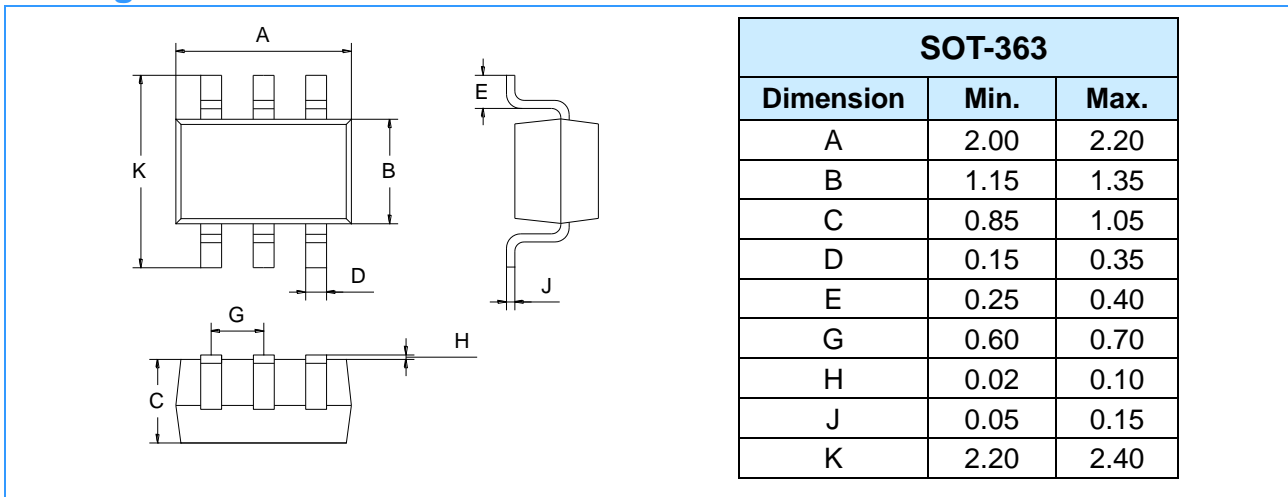 A
E
K
B
D
J
G
H
C
SOT-363
Dimension Min. Max.
A 2.00 2.20
B 1.15 1.35
C 0.85 1.05
D 0.15 0.35
E 0.25 0.40
G 0.60 0.70
H 0.02 0.10
J 0.05 0.15
K 2.20 2.40